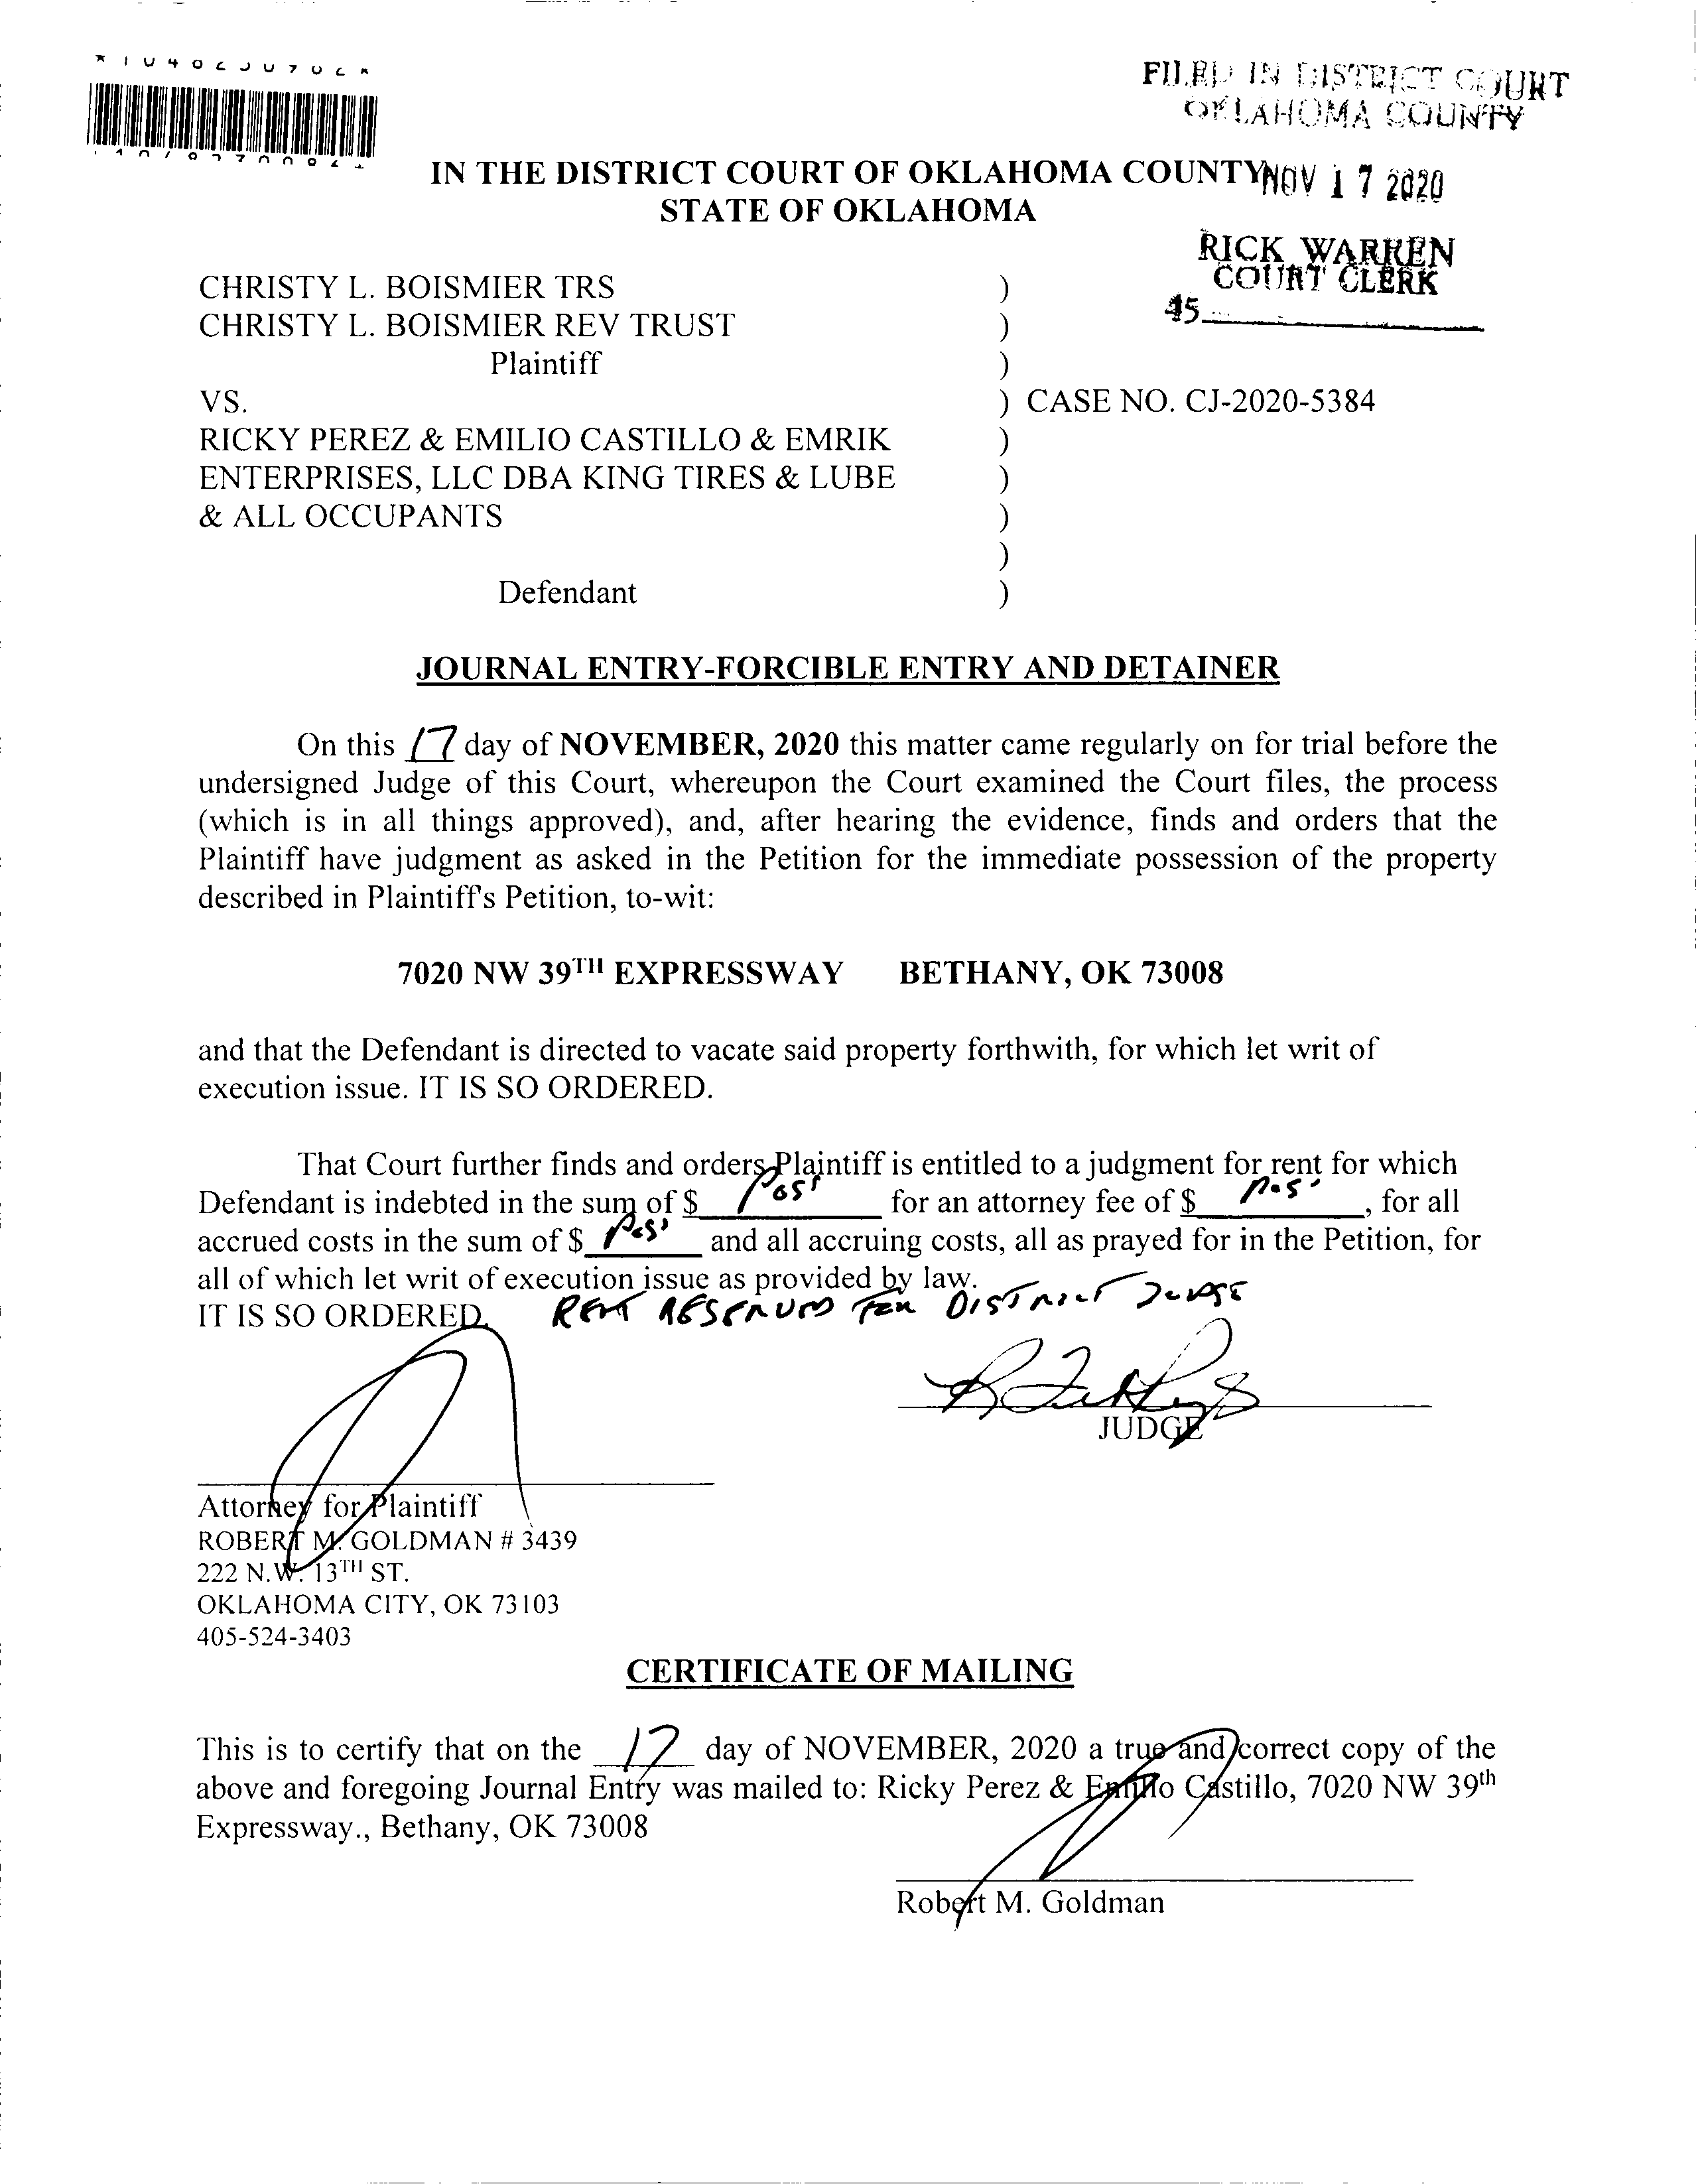 FILED IN DISTRICT COURT
OKLAHOMA COUNTY
IN THE DISTRICT COURT OF OKLAHOMA COUNTY NOV 17 2020
STATE OF OKLAHOMA
RICK WARREN
COURT CLERK
45
CHRISTY L. BOISMIER TRS )
CHRISTY L. BOISMIER REV TRUST )
Plaintiff )
VS. ) CASE NO. CJ-2020-5384
RICKY PEREZ & EMILIO CASTILLO & EMRIK )
ENTERPRISES, LLC DBA KING TIRES & LUBE )
& ALL OCCUPANTS )
)
Defendant )
JOURNAL ENTRY-FORCIBLE ENTRY AND DETAINER
On this 17 day of NOVEMBER, 2020 this matter came regularly on for trial before the
undersigned Judge of this Court, whereupon the Court examined the Court files, the process
(which is in all things approved), and, after hearing the evidence, finds and orders that the
Plaintiff have judgment as asked in the Petition for the immediate possession of the property
described in Plaintiff's Petition, to-wit:
7020 NW 39TH EXPRESSWAY BETHANY, OK 73008
and that the Defendant is directed to vacate said property forthwith, for which let writ of
execution issue. IT IS SO ORDERED.
That Court further finds and orders Plaintiff is entitled to a judgment for rent for which
Defendant is indebted in the sum of $ for an attorney fee of $ , for all
accrued costs in the sum of $ and all accruing costs, all as prayed for in the Petition, for
all of which let writ of execution issue as provided by law.
IT IS SO ORDERED. RENT RESERVED FOR DISTRICT JUDGE
JUDGE
Attorney for Plaintiff
ROBERT M. GOLDMAN # 3439
222 N.W. 13TH ST.
OKLAHOMA CITY, OK 73103
405-524-3403
CERTIFICATE OF MAILING
This is to certify that on the 17 day of NOVEMBER, 2020 a true and correct copy of the
above and foregoing Journal Entry was mailed to: Ricky Perez & Emilio Castillo, 7020 NW 39th
Expressway., Bethany, OK 73008
Robert M. Goldman